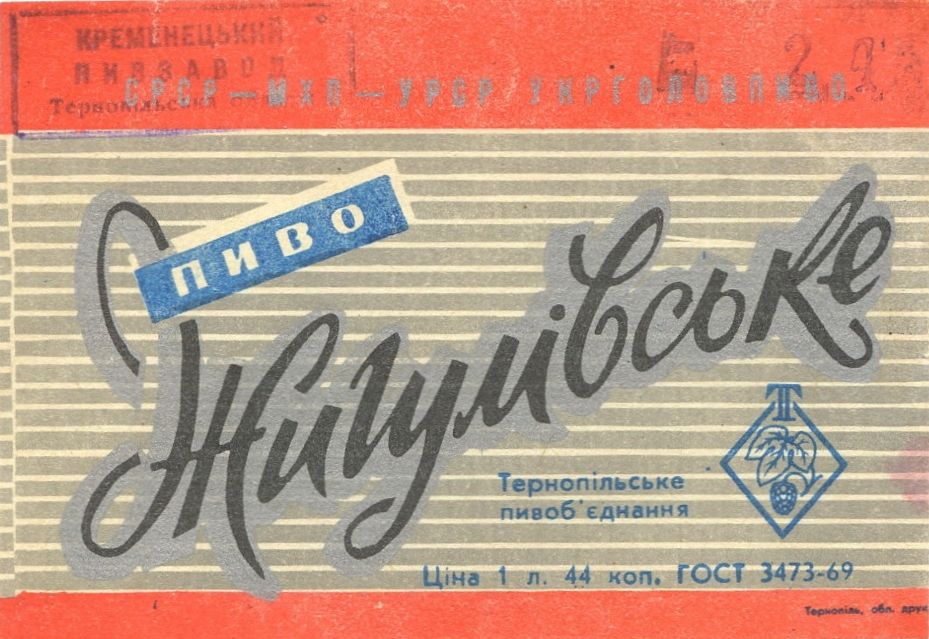 КРЕМЕНЕЦЬКИЙ
ПИВЗАВОД
Тернопільська
СРСР—МХП—УРСР УКРГОЛОВПИВО
ПИВО
Жигулівське
Тернопільське
пивоб'єднання
Ціна 1 л. 44 коп. ГОСТ 3473-69
Тернопіль, обл. друк